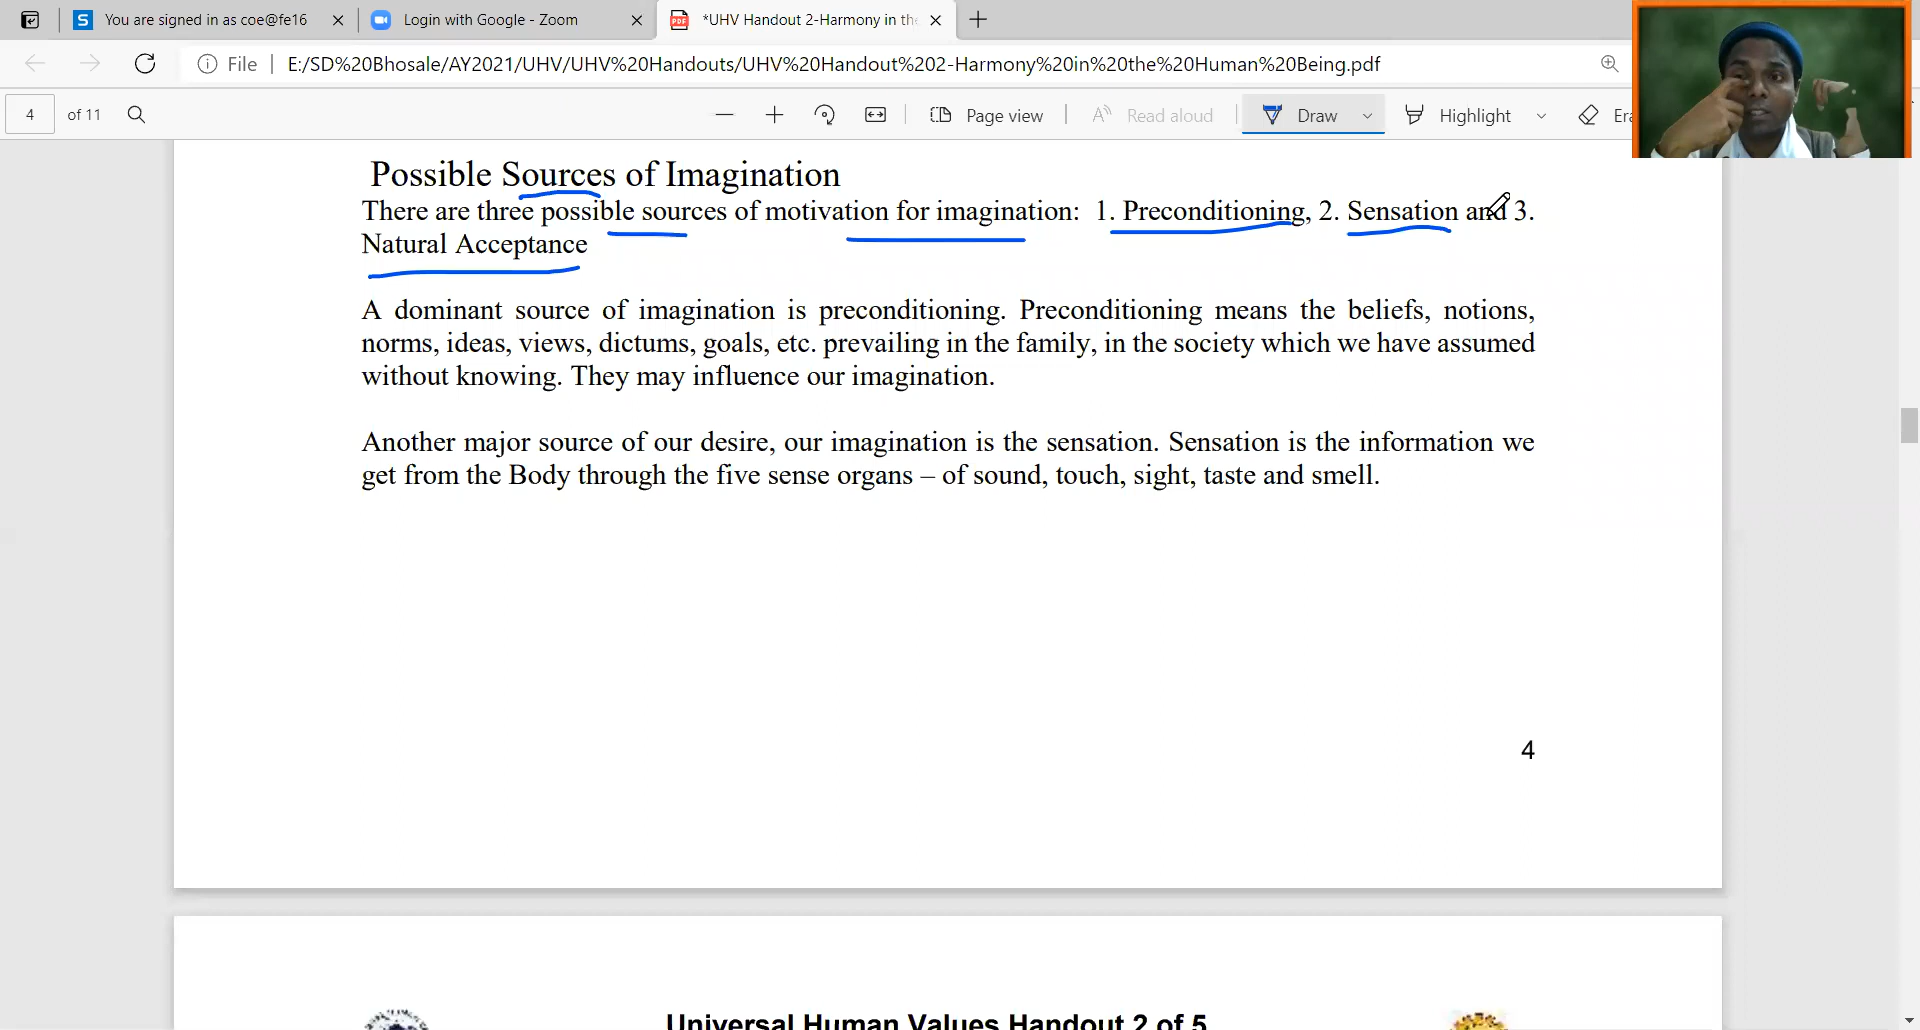 You are signed in as coe@fe16
Login with Google - Zoom
*UHV Handout 2-Harmony in the
File
E:/SD%20Bhosale/AY2021/UHV/UHV%20Handouts/UHV%20Handout%202-Harmony%20in%20the%20Human%20Being.pdf
4 of 11
Page view
Read aloud
Draw
Highlight
Possible Sources of Imagination
There are three possible sources of motivation for imagination: 1. Preconditioning, 2. Sensation and 3.
Natural Acceptance
A dominant source of imagination is preconditioning. Preconditioning means the beliefs, notions,
norms, ideas, views, dictums, goals, etc. prevailing in the family, in the society which we have assumed
without knowing. They may influence our imagination.
Another major source of our desire, our imagination is the sensation. Sensation is the information we
get from the Body through the five sense organs – of sound, touch, sight, taste and smell.
4
Universal Human Values Handout 2 of 5